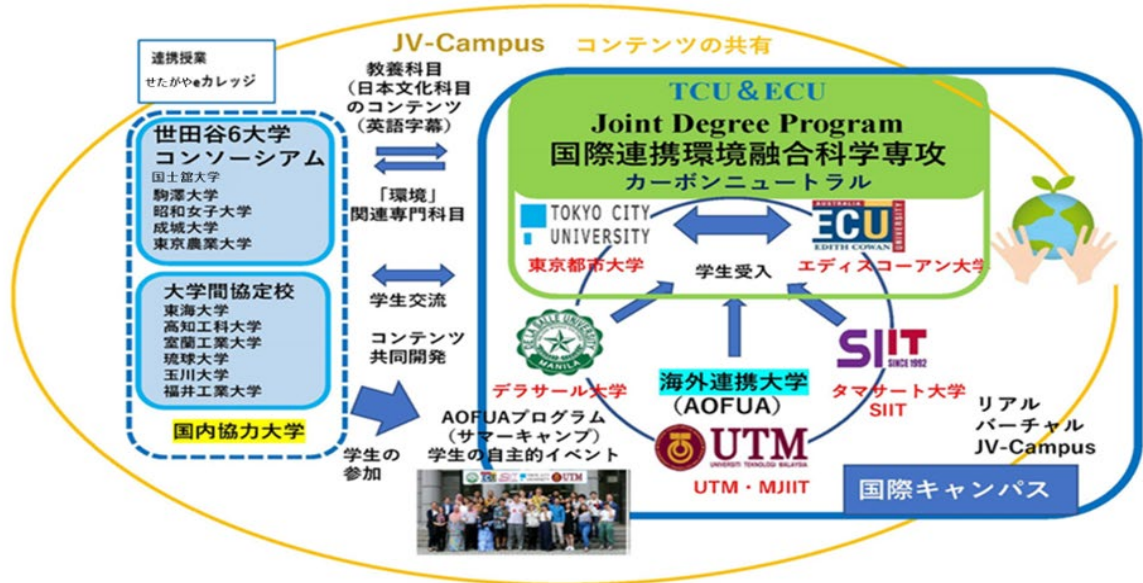 JV-Campus コンテンツの共有
連携授業
せたがやeカレッジ
世田谷6大学
コンソーシアム
国士舘大学
駒澤大学
昭和女子大学
成城大学
東京農業大学
大学間協定校
東海大学
高知工科大学
室蘭工業大学
琉球大学
玉川大学
福井工業大学
国内協力大学
教養科目
(日本文化科目
のコンテンツ
(英語字幕)
「環境」
関連専門科目
学生交流
コンテンツ
共同開発
学生の
参加
AOFUAプログラム
(サマーキャンプ)
学生の自主的イベント
TCU&ECU
Joint Degree Program
国際連携環境融合科学専攻
カーボンニュートラル
TOKYO CITY
UNIVERSITY
東京都市大学
AUSTRALIA
ECU
EDITH COWAN
UNIVERSITY
エディスコーアン大学
学生受入
DE LA SALLE UNIVERSITY
MANILA
デラサール大学
海外連携大学
(AOFUA)
SIIT
SINCE 1992
タマサート大学
SIIT
UTM
UNIVERSITI TEKNOLOGI MALAYSIA
UTM・MJIIT
リアル
バーチャル
JV-Campus
国際キャンパス
UTM